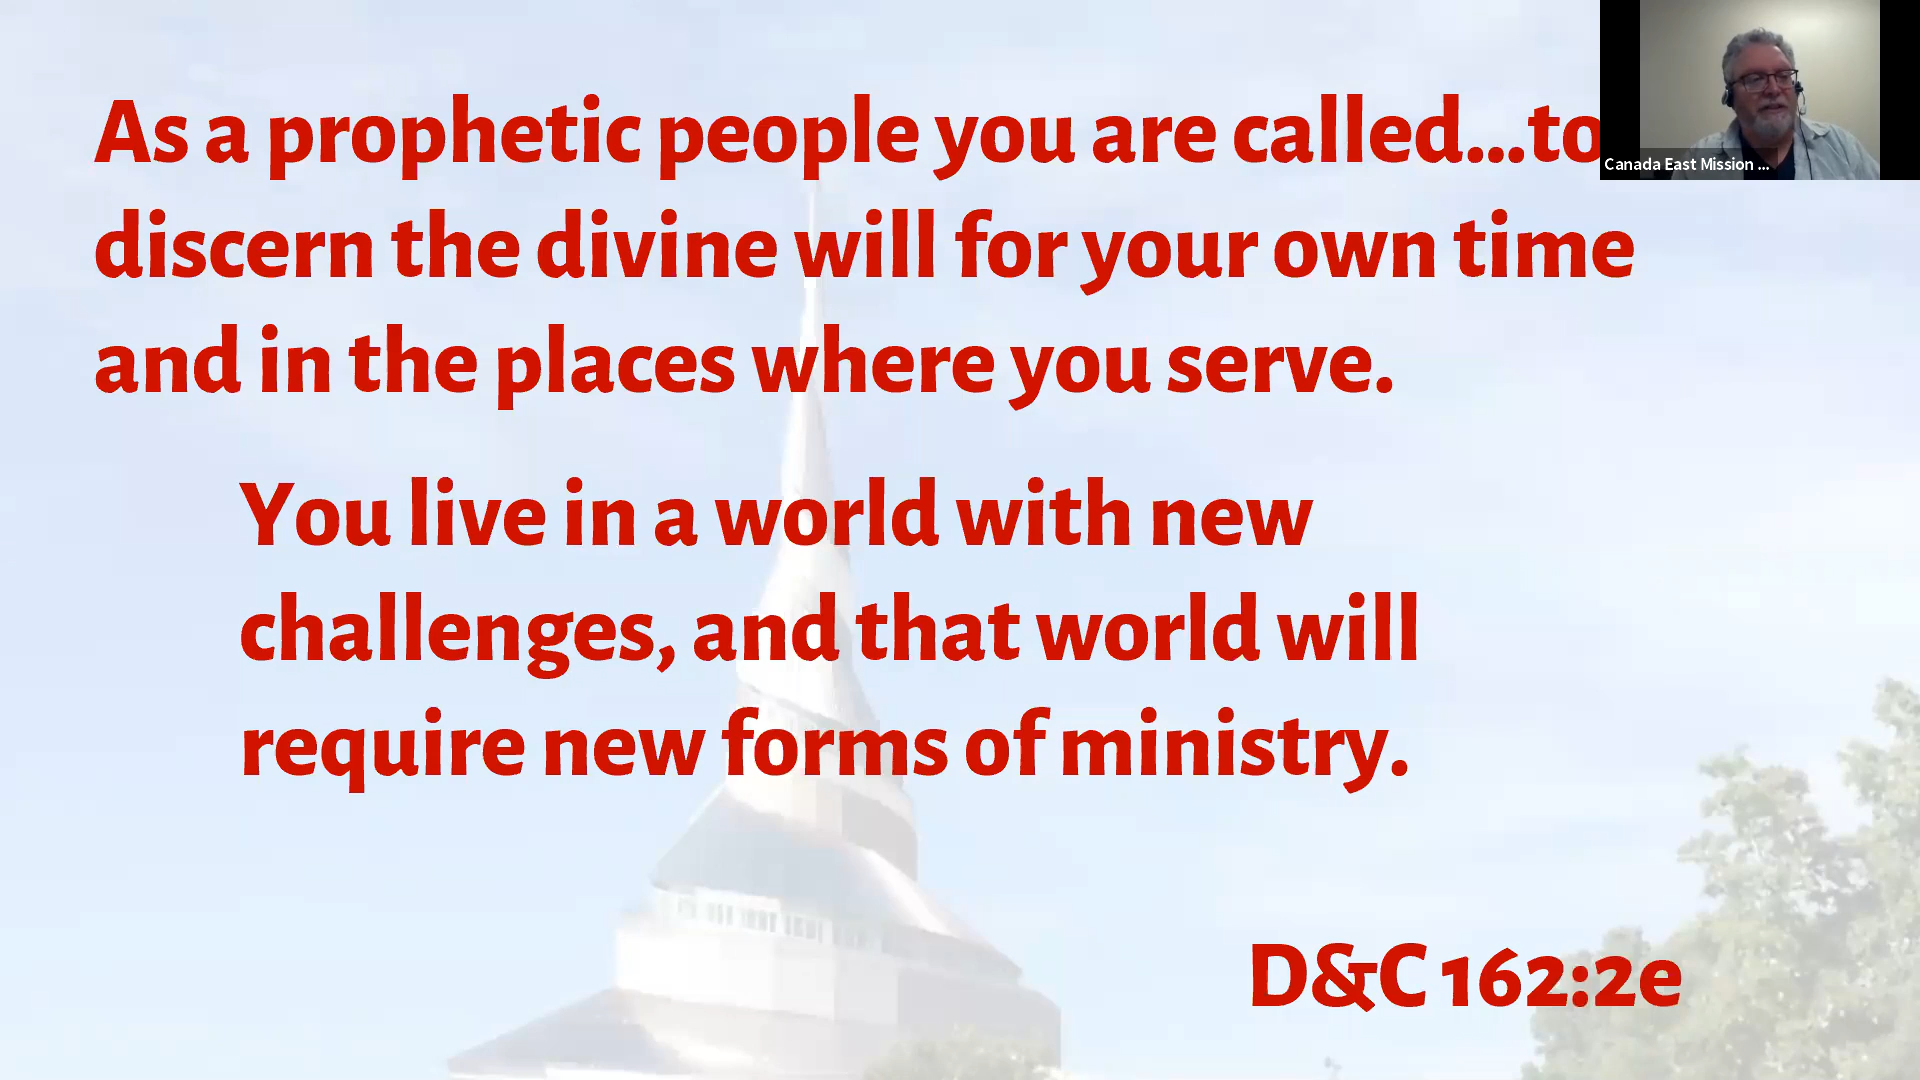 As a prophetic people you are called...to
discern the divine will for your own time
and in the places where you serve.
You live in a world with new
challenges, and that world will
require new forms of ministry.
D&C 162:2e
Canada East Mission ...